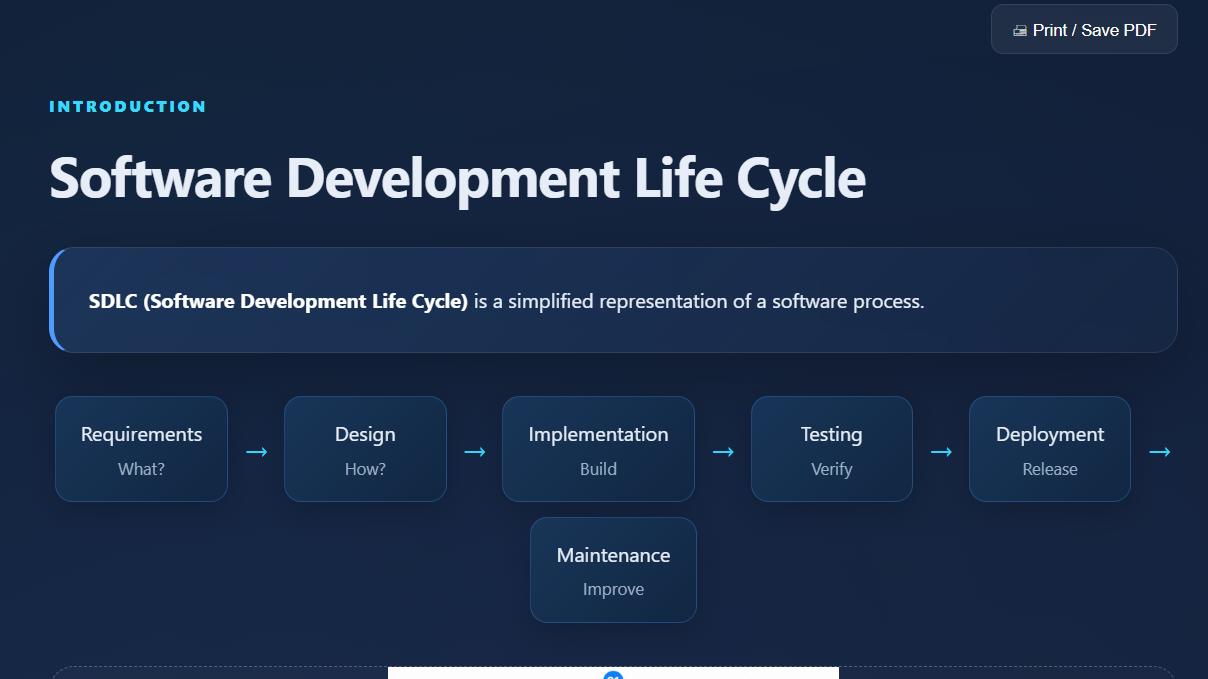 Print / Save PDF
INTRODUCTION
Software Development Life Cycle
SDLC (Software Development Life Cycle) is a simplified representation of a software process.
Requirements
What?
→
Design
How?
→
Implementation
Build
→
Testing
Verify
→
Deployment
Release
→
Maintenance
Improve